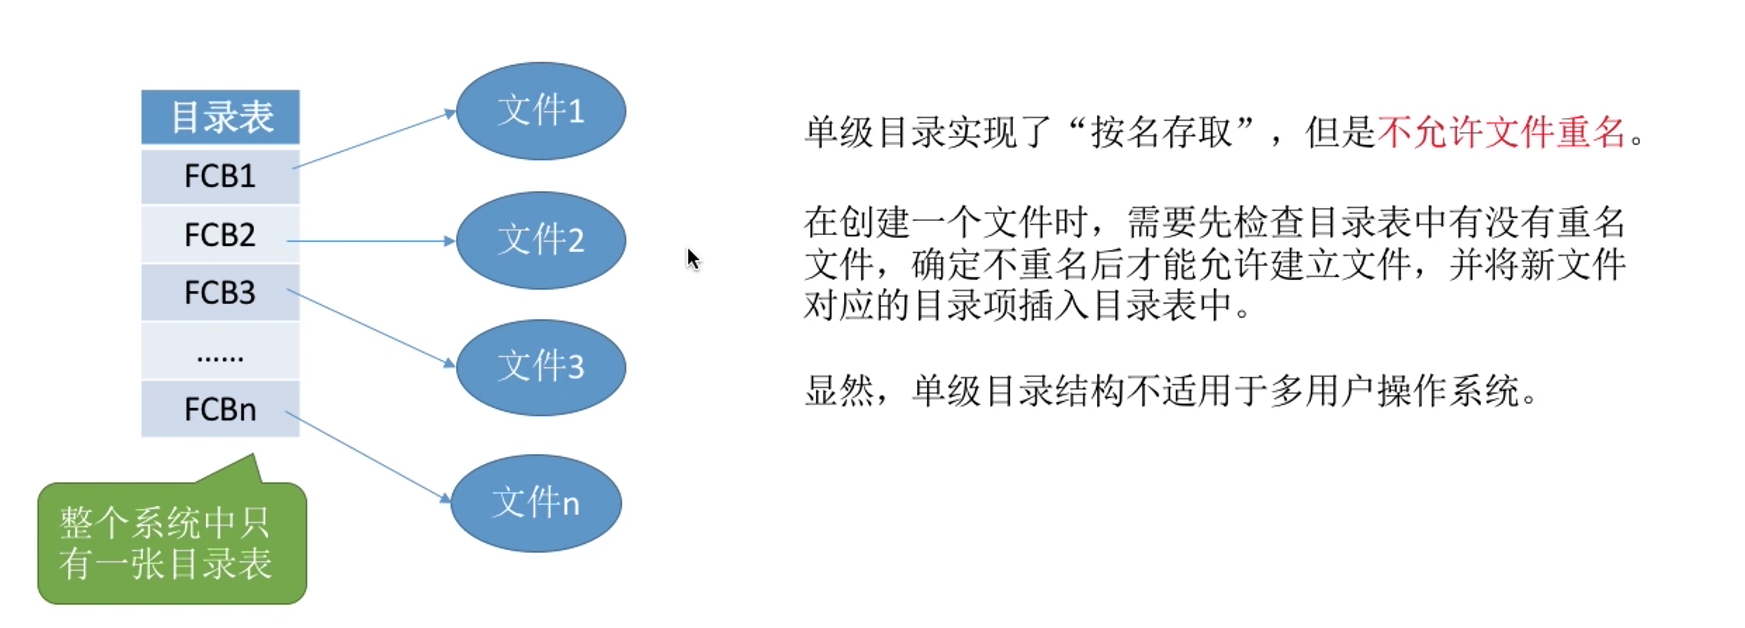 目录表
FCB1
FCB2
FCB3
......
FCBn
文件1
文件2
文件3
文件n
整个系统中只
有一张目录表
单级目录实现了“按名存取”，但是不允许文件重名。
在创建一个文件时，需要先检查目录表中有没有重名
文件，确定不重名后才能允许建立文件，并将新文件
对应的目录项插入目录表中。
显然，单级目录结构不适用于多用户操作系统。